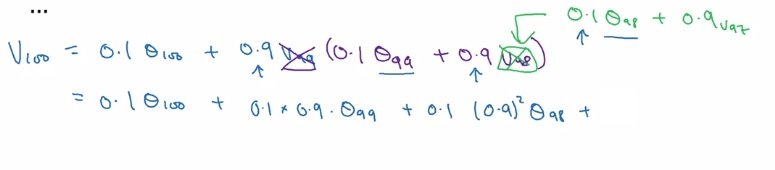 ...
0.1 θ₉₈ + 0.9 v₉₇
V₁₀₀ = 0.1 θ₁₀₀ + 0.9 v₉₉ (0.1 θ₉₉ + 0.9 v₉₈)
= 0.1 θ₁₀₀ + 0.1 × 0.9 · θ₉₉ + 0.1 (0.9)² θ₉₈ +